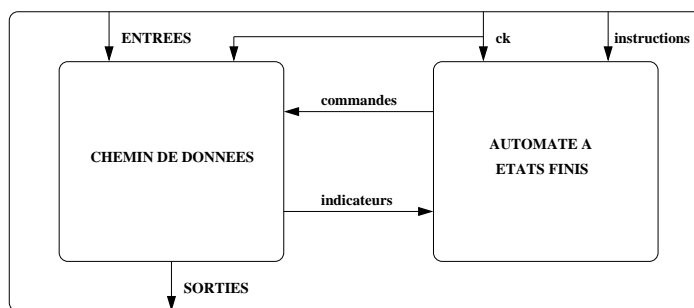 ENTREES
ck
instructions
commandes
CHEMIN DE DONNEES
AUTOMATE A
ETATS FINIS
indicateurs
SORTIES